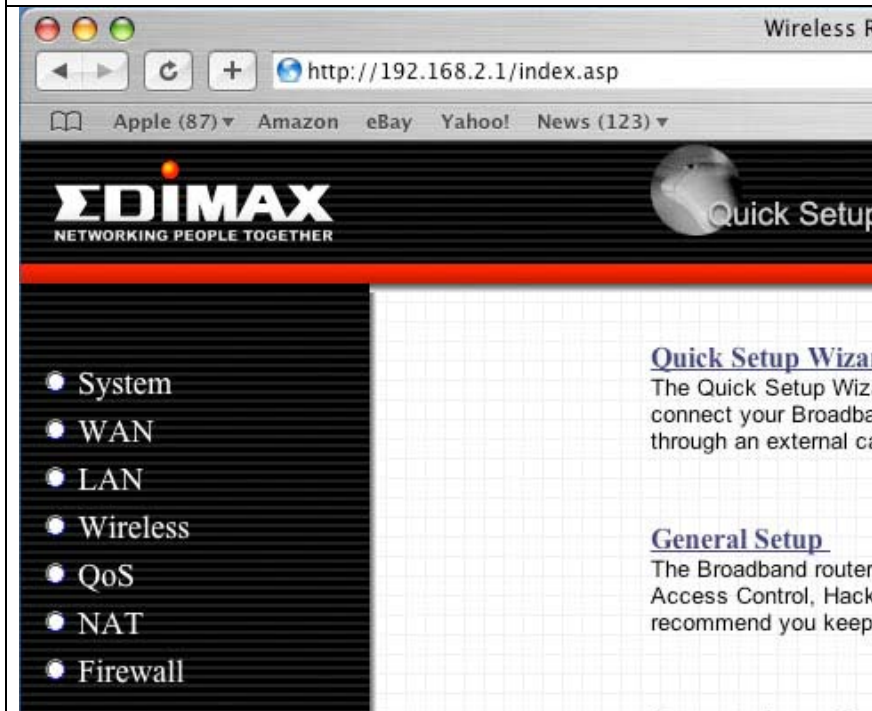 Wireless R
http://192.168.2.1/index.asp
Apple (87) Amazon eBay Yahoo! News (123)
EDIMAX
NETWORKING PEOPLE TOGETHER
Quick Setup
System
WAN
LAN
Wireless
QoS
NAT
Firewall
Quick Setup Wiza
The Quick Setup Wiz
connect your Broadba
through an external ca
General Setup
The Broadband router
Access Control, Hack
recommend you keep